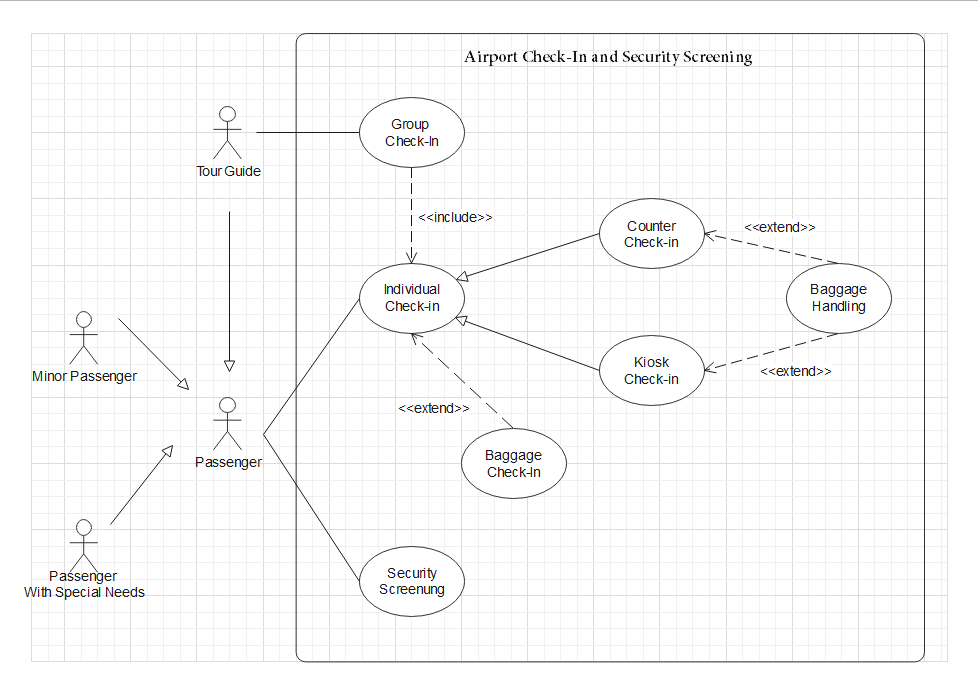 Airport Check-In and Security Screening
Group
Check-In
Tour Guide
<<include>>
Counter
Check-in
<<extend>>
Individual
Check-in
Baggage
Handling
Minor Passenger
Kiosk
Check-in
<<extend>>
<<extend>>
Passenger
Baggage
Check-In
Passenger
With Special Needs
Security
Screenung